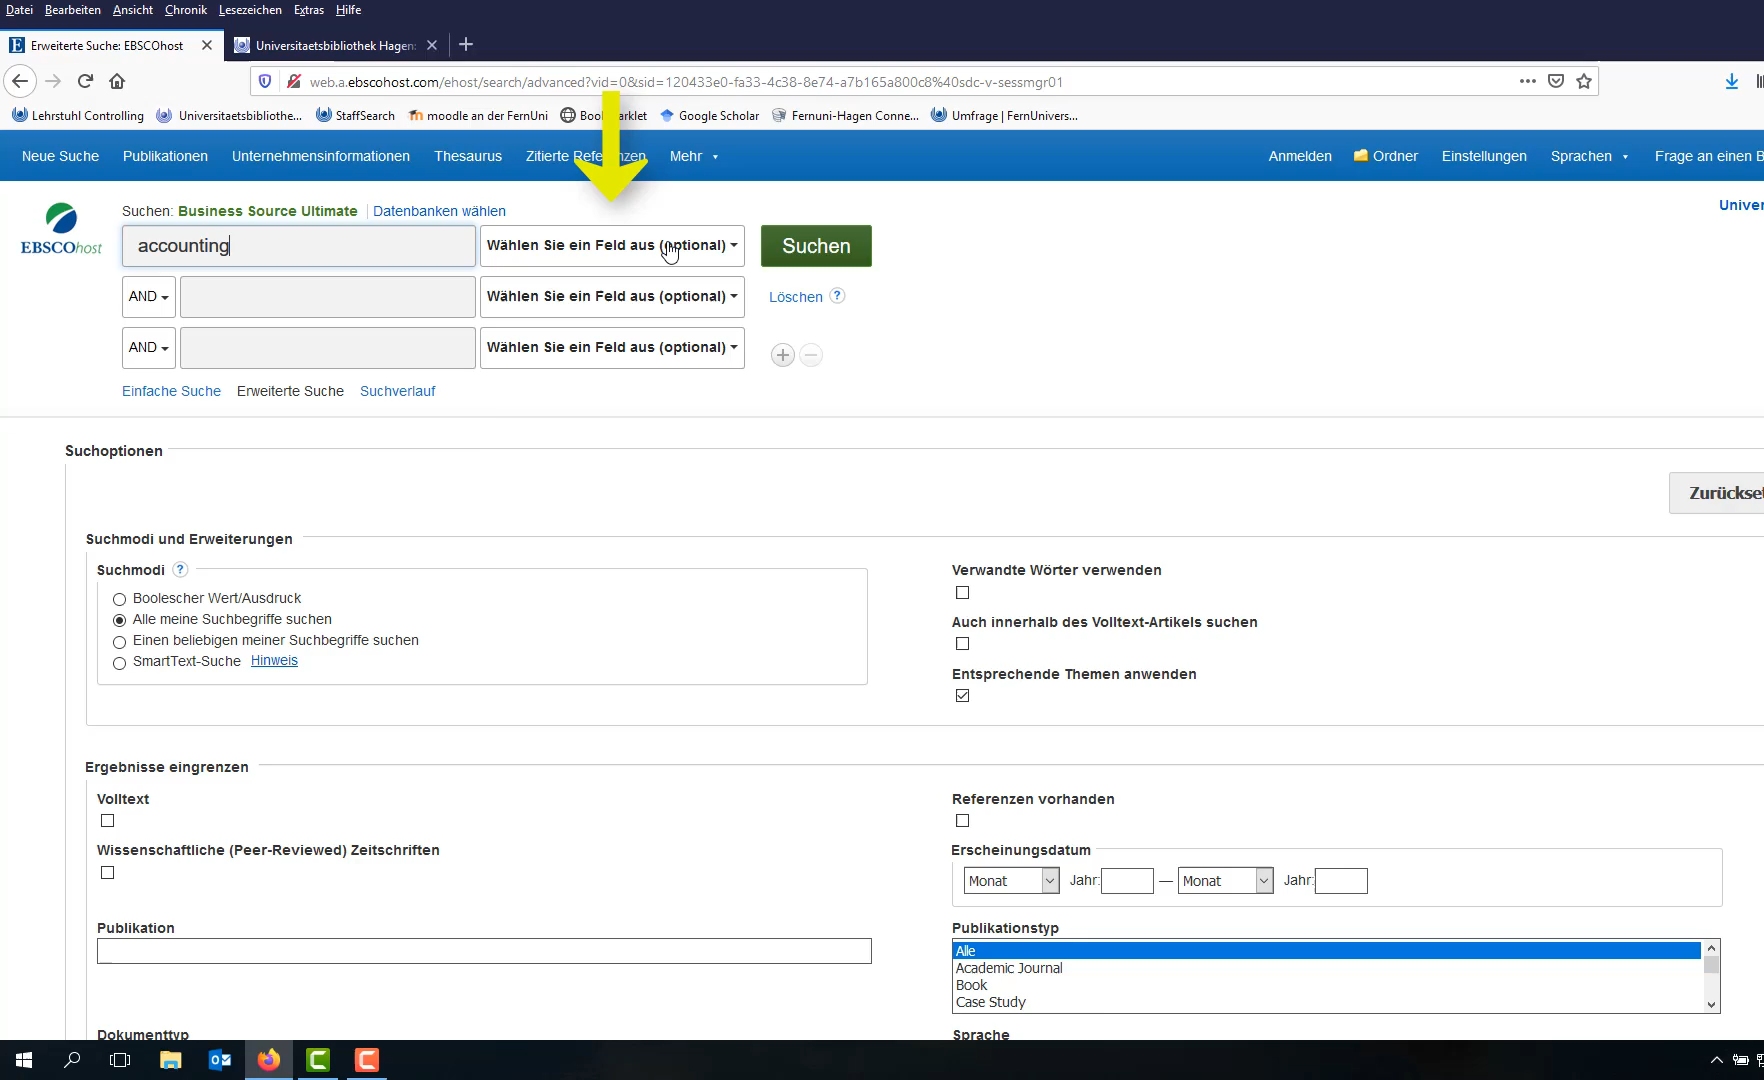 Datei Bearbeiten Ansicht Chronik Lesezeichen Extras Hilfe
Erweiterte Suche: EBSCOhost Universitaetsbibliothek Hagen:
web.a.ebscohost.com/ehost/search/advanced?vid=0&sid=120433e0-fa33-4c38-8e74-a7b165a800c8%40sdc-v-sessmgr01
Lehrstuhl Controlling Universitaetsbibliothe... StaffSearch moodle an der FernUni Google Scholar Fernuni-Hagen Conne... Umfrage | FernUnivers...
Neue Suche Publikationen Unternehmensinformationen Thesaurus Zitierte Referenzen Mehr Anmelden Ordner Einstellungen Sprachen Frage an einen B
Suchen: Business Source Ultimate Datenbanken wählen Univer
EBSCOhost accounting Wählen Sie ein Feld aus (optional) Suchen
AND Wählen Sie ein Feld aus (optional) Löschen ?
AND Wählen Sie ein Feld aus (optional)
Einfache Suche Erweiterte Suche Suchverlauf
Suchoptionen
Zurückset
Suchmodi und Erweiterungen
Suchmodi ?
Boolescher Wert/Ausdruck
Alle meine Suchbegriffe suchen
Einen beliebigen meiner Suchbegriffe suchen
SmartText-Suche Hinweis
Verwandte Wörter verwenden
Auch innerhalb des Volltext-Artikels suchen
Entsprechende Themen anwenden
Ergebnisse eingrenzen
Volltext
Wissenschaftliche (Peer-Reviewed) Zeitschriften
Publikation
Dokumenttyp
Referenzen vorhanden
Erscheinungsdatum
Monat Jahr: — Monat Jahr:
Publikationstyp
Alle
Academic Journal
Book
Case Study
Sprache